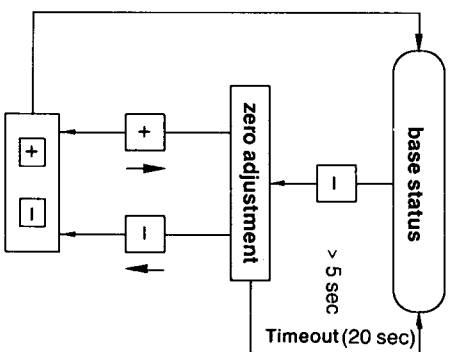 base status
−
> 5 sec
Timeout (20 sec)
zero adjustment
+
−
+ −